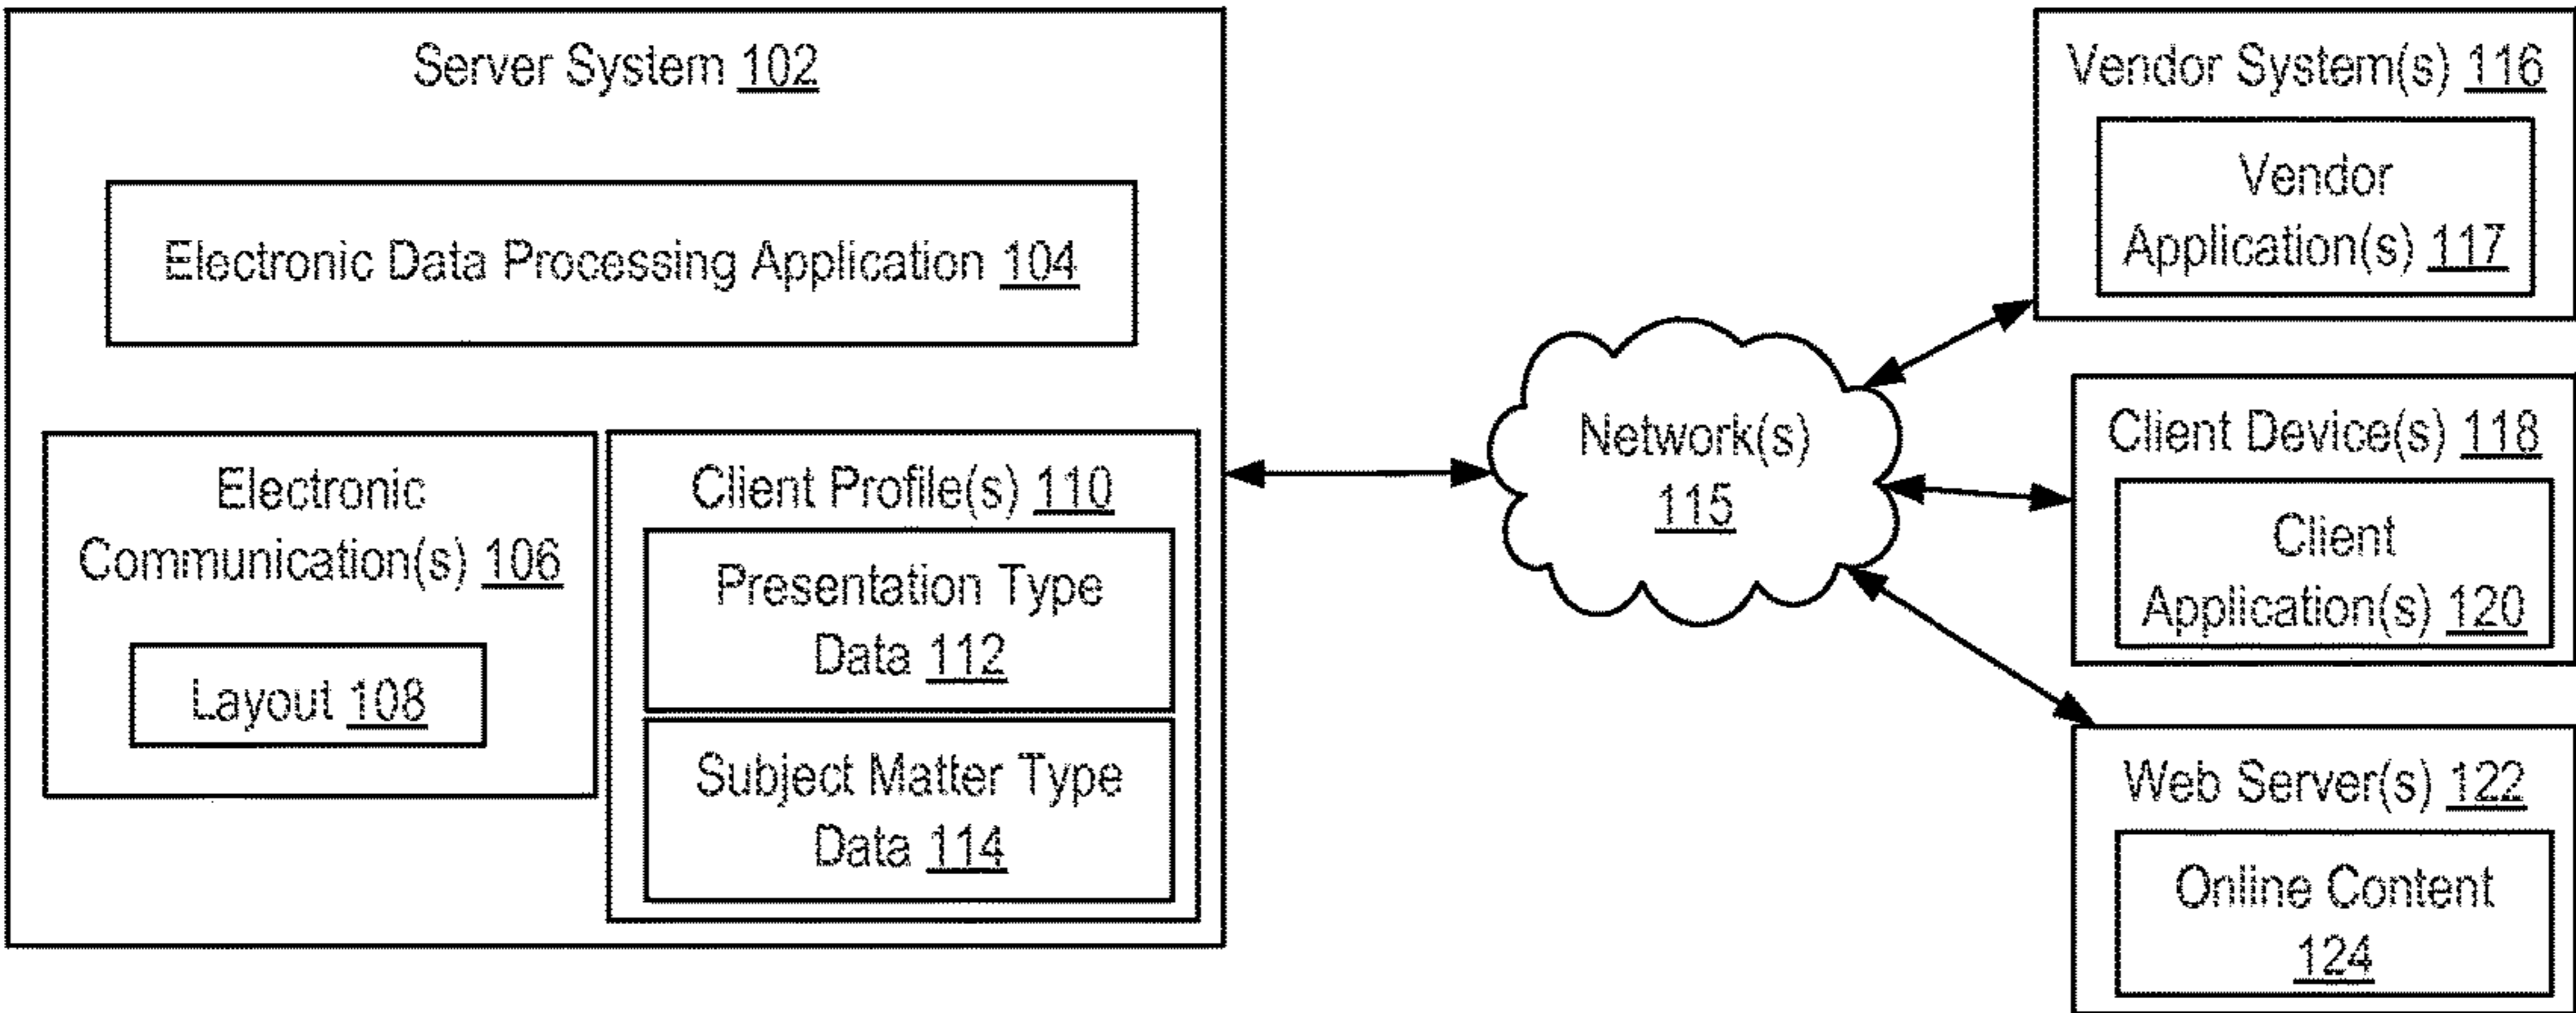 Server System 102
Electronic Data Processing Application 104
Electronic
Communication(s) 106
Layout 108
Client Profile(s) 110
Presentation Type
Data 112
Subject Matter Type
Data 114
Network(s)
115
Vendor System(s) 116
Vendor
Application(s) 117
Client Device(s) 118
Client
Application(s) 120
Web Server(s) 122
Online Content
124